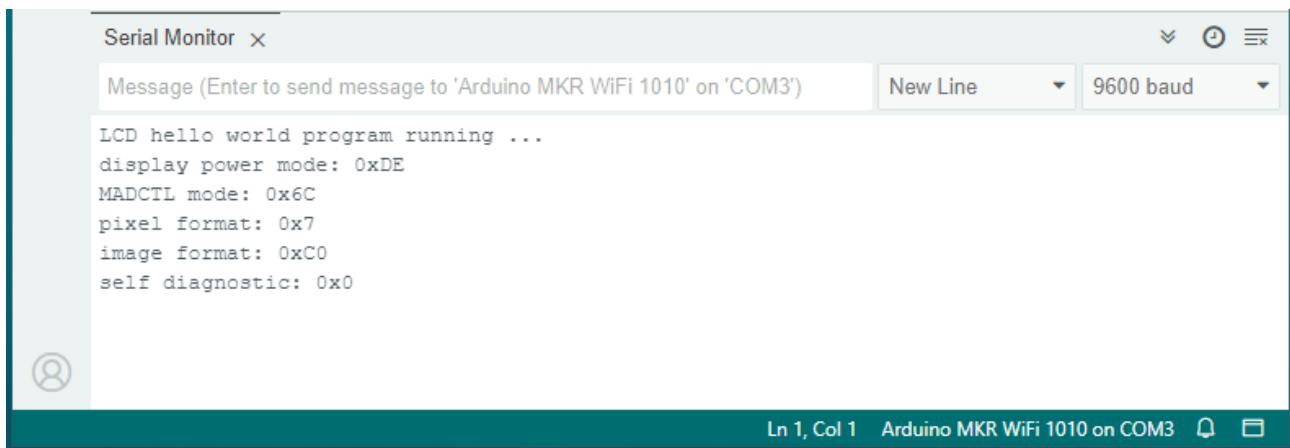 Serial Monitor ×
Message (Enter to send message to 'Arduino MKR WiFi 1010' on 'COM3')
New Line
9600 baud
LCD hello world program running ...
display power mode: 0xDE
MADCTL mode: 0x6C
pixel format: 0x7
image format: 0xC0
self diagnostic: 0x0
Ln 1, Col 1
Arduino MKR WiFi 1010 on COM3